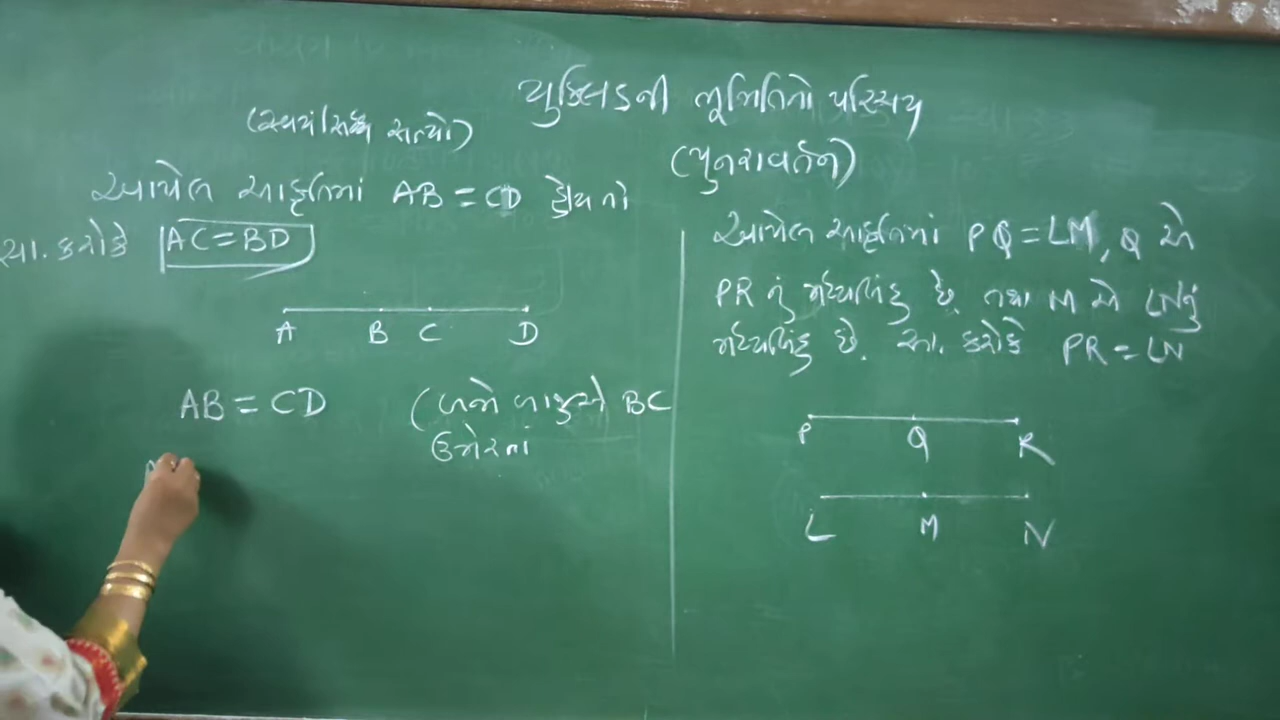 યુક્લિડની ભૂમિતિનો પરિચય
(સ્વયંસિદ્ધ સત્યો)
(પુનરાવર્તન)
આપેલ આકૃતિમાં AB = CD હોય તો
સા. કરોકે AC = BD
A B C D
AB = CD (બંને બાજુએ BC
ઉમેરતાં
આપેલ આકૃતિમાં PQ = LM, Q એ
PR નું મધ્યબિંદુ છે. તથા M એ LN નું
મધ્યબિંદુ છે. સા. કરોકે PR = LN
P Q R
L M N